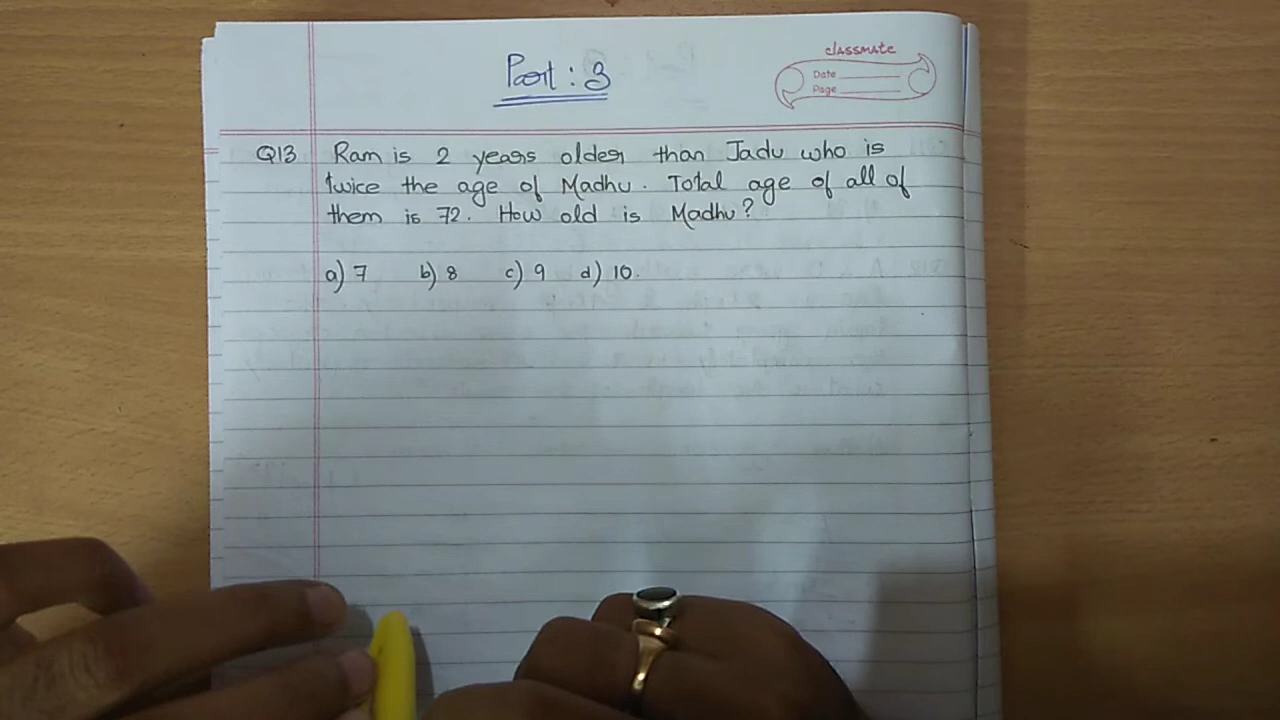 Part : 3
classmate
Date
Page
Q13 Ram is 2 years older than Jadu who is
twice the age of Madhu. Total age of all of
them is 72. How old is Madhu?
a) 7 b) 8 c) 9 d) 10.